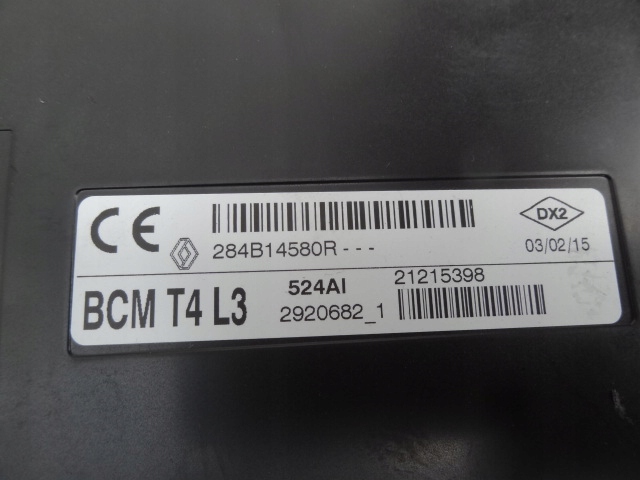 CE
284B14580R - - -
DX2
03/02/15
BCM T4 L3
524AI
2920682_1
21215398